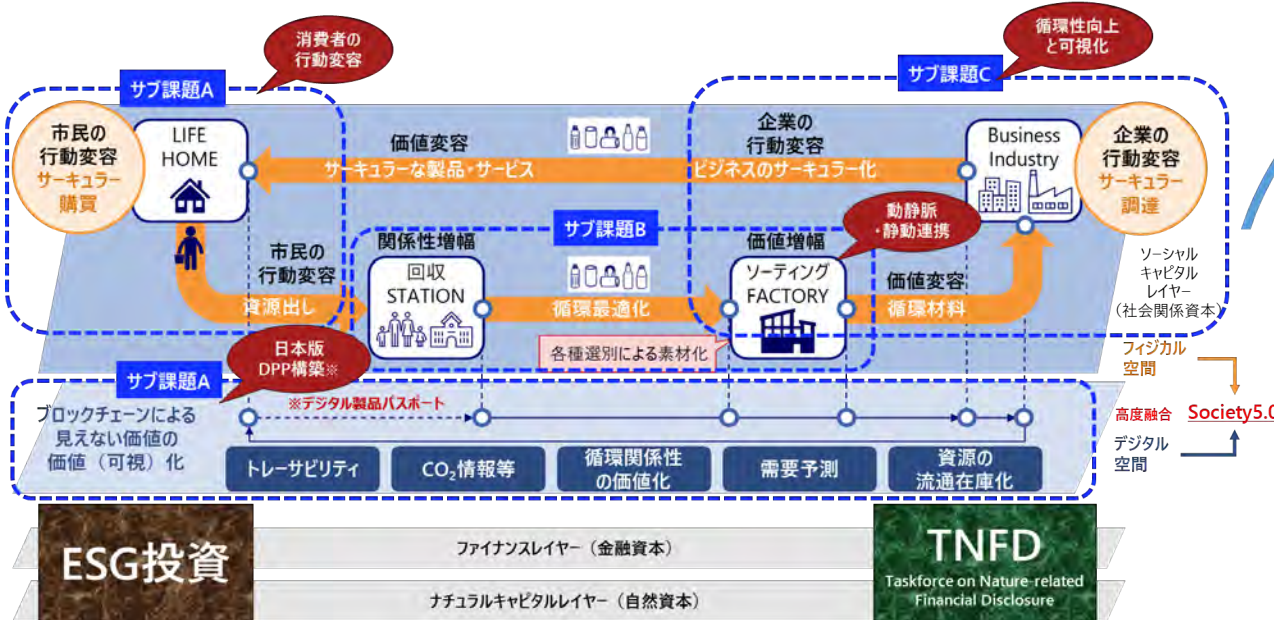 消費者の
行動変容
循環性向上
と可視化
サブ課題A
サブ課題C
市民の
行動変容
サーキュラー
購買
LIFE
HOME
価値変容
サーキュラーな製品・サービス
企業の
行動変容
ビジネスのサーキュラー化
Business
Industry
企業の
行動変容
サーキュラー
調達
市民の
行動変容
資源出し
関係性増幅
回収
STATION
サブ課題B
循環最適化
価値増幅
ソーティング
FACTORY
動静脈
・静動連携
価値変容
循環材料
各種選別による素材化
ソーシャル
キャピタル
レイヤー
(社会関係資本)
日本版
DPP構築※
サブ課題A
※デジタル製品パスポート
ブロックチェーンによる
見えない価値の
価値(可視)化
トレーサビリティ
CO₂情報等
循環関係性
の価値化
需要予測
資源の
流通在庫化
フィジカル
空間
高度融合 Society5.0
デジタル
空間
ESG投資
ファイナンスレイヤー(金融資本)
ナチュラルキャピタルレイヤー(自然資本)
TNFD
Taskforce on Nature-related
Financial Disclosure